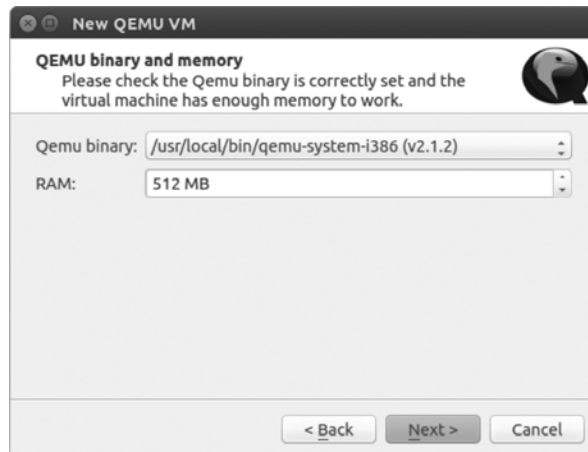 New QEMU VM
QEMU binary and memory
Please check the Qemu binary is correctly set and the
virtual machine has enough memory to work.
Qemu binary: /usr/local/bin/qemu-system-i386 (v2.1.2)
RAM: 512 MB
< Back Next > Cancel